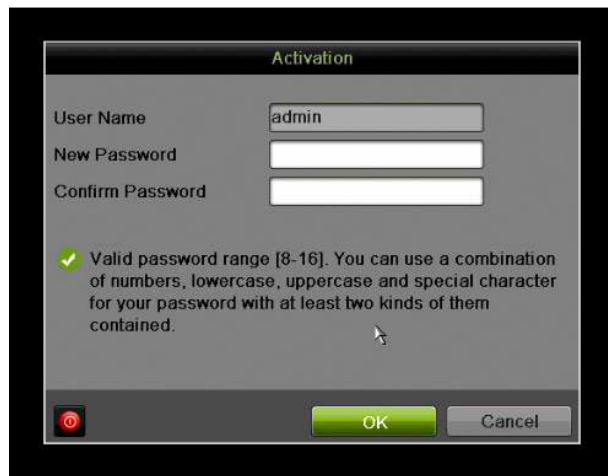 Activation
User Name
admin
New Password
Confirm Password
Valid password range [8-16]. You can use a combination
of numbers, lowercase, uppercase and special character
for your password with at least two kinds of them
contained.
OK
Cancel